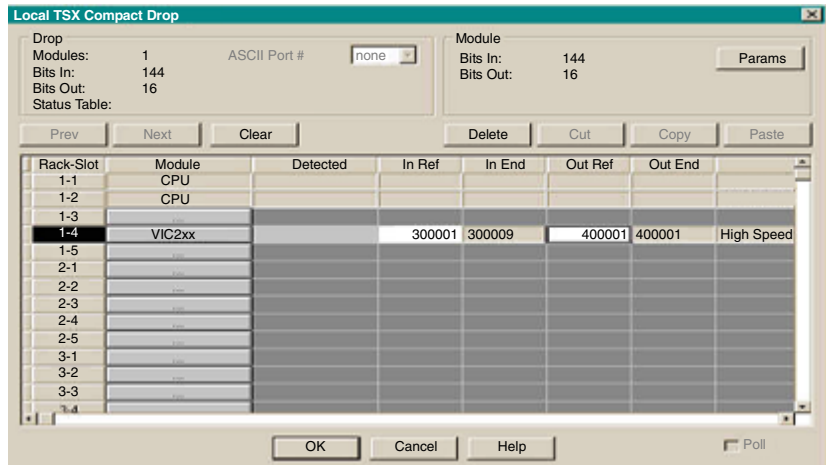 Local TSX Compact Drop
Drop
Modules: 1 ASCII Port # none
Bits In: 144
Bits Out: 16
Status Table:
Module
Bits In: 144
Bits Out: 16
Params
Prev Next Clear Delete Cut Copy Paste
Rack-Slot Module Detected In Ref In End Out Ref Out End
1-1 CPU
1-2 CPU
1-3 ...
1-4 VIC2xx 300001 300009 400001 400001 High Speed
1-5 ...
2-1 ...
2-2 ...
2-3 ...
2-4 ...
2-5 ...
3-1 ...
3-2 ...
3-3 ...
3-4
OK Cancel Help Poll